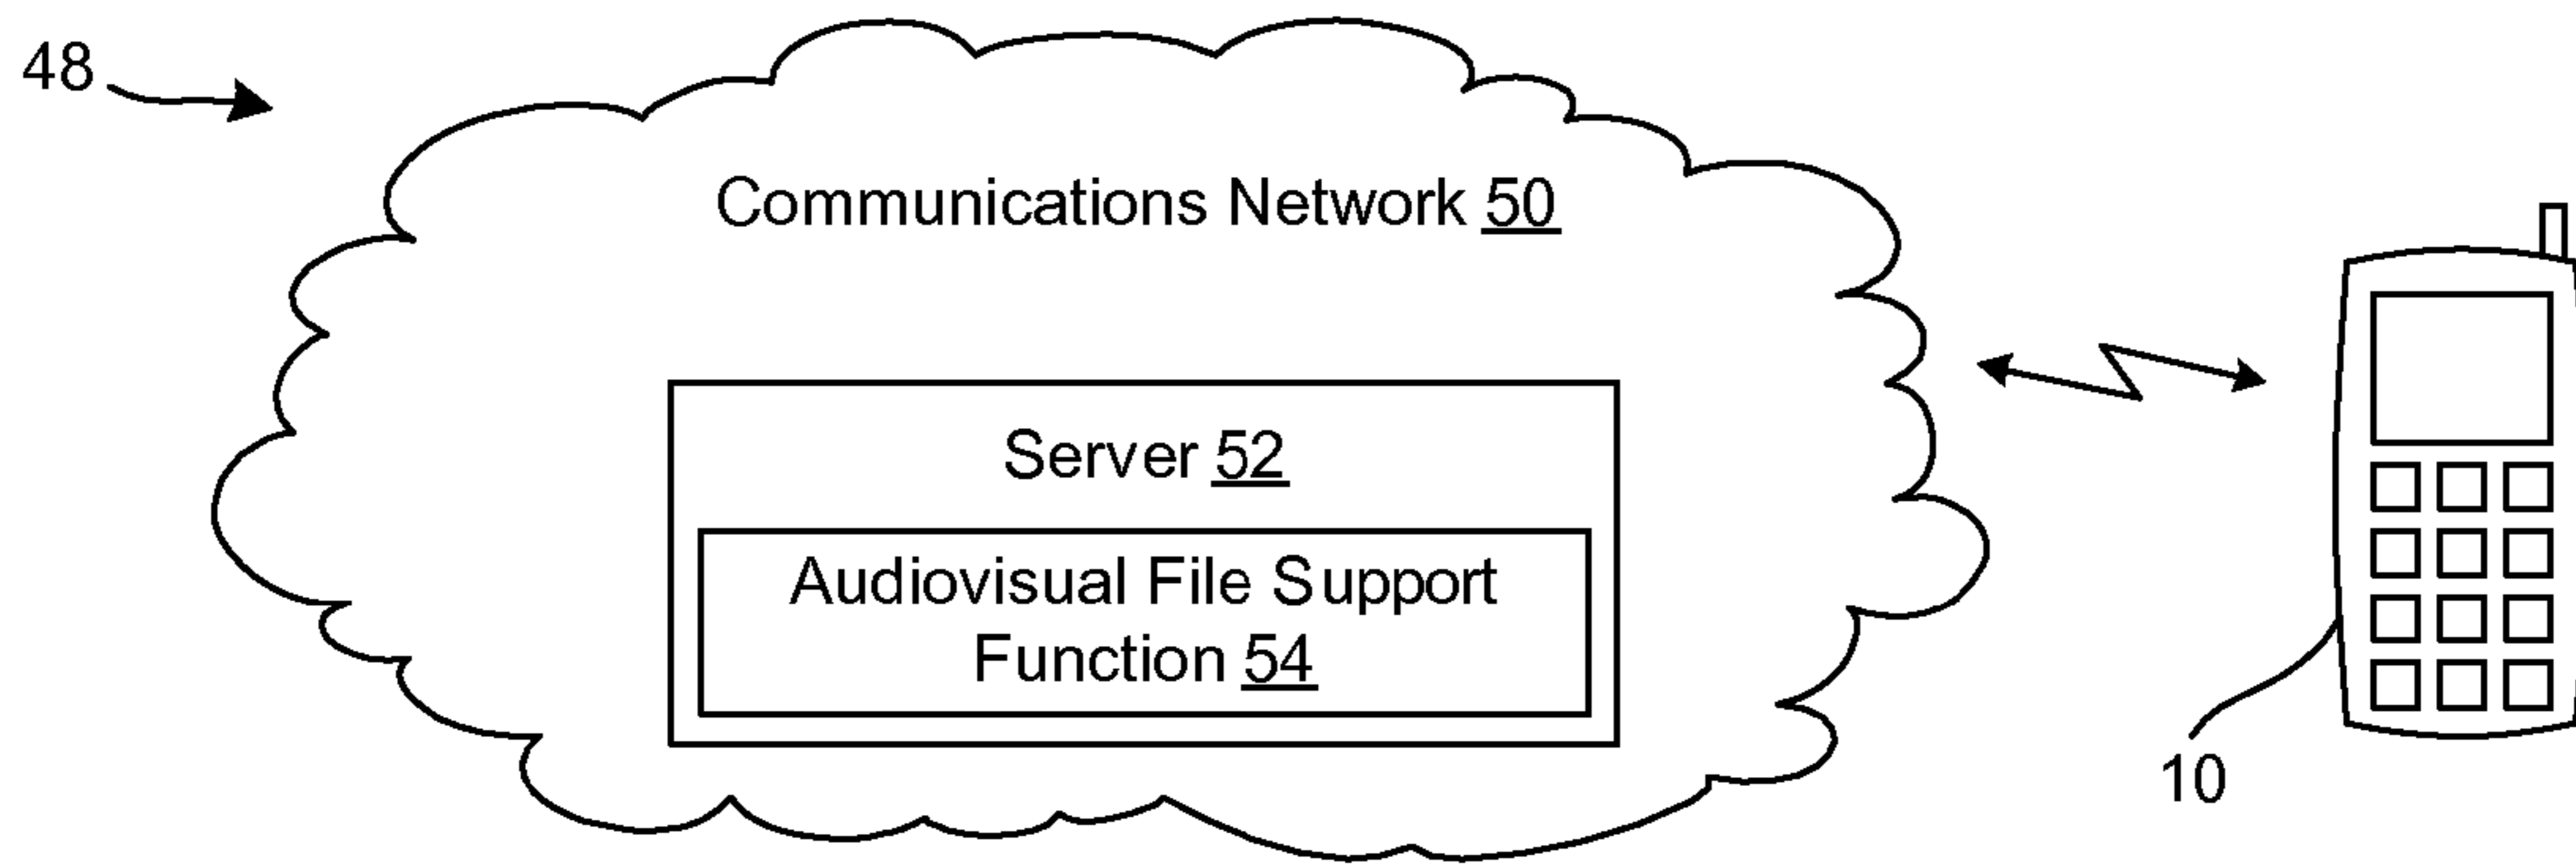 48
Communications Network 50
Server 52
Audiovisual File Support
Function 54
10